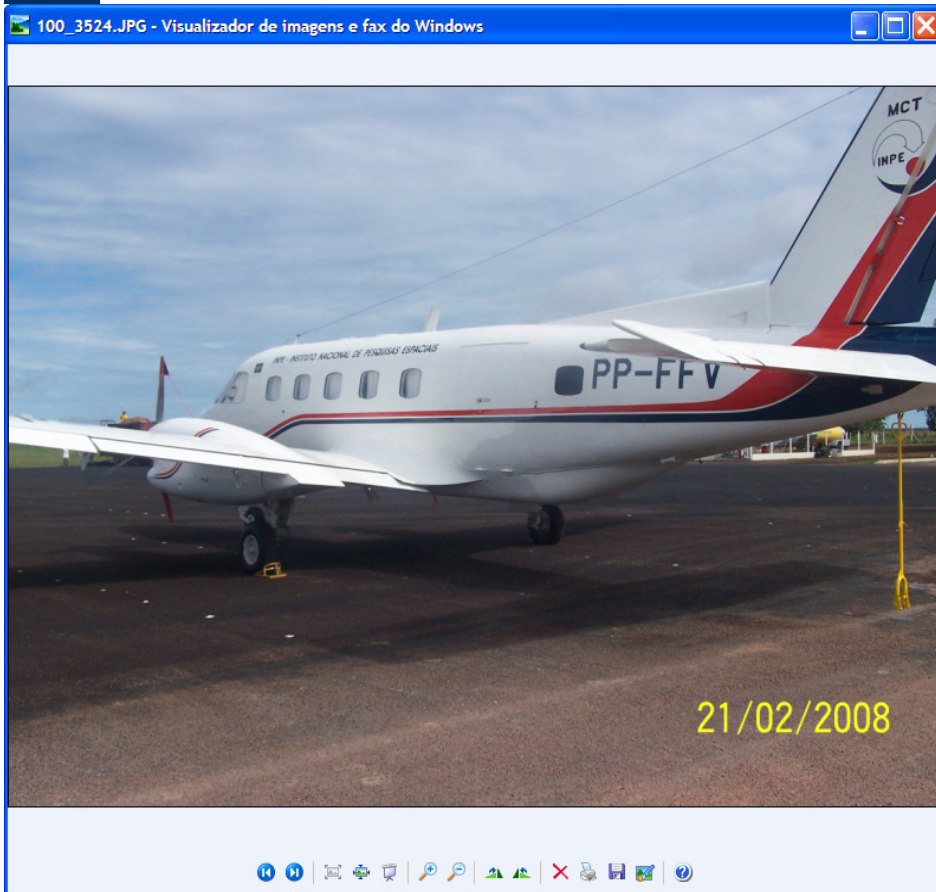 100_3524.JPG - Visualizador de imagens e fax do Windows
MCT
INPE
INPE - INSTITUTO NACIONAL DE PESQUISAS ESPACIAIS
PP-FFV
21/02/2008